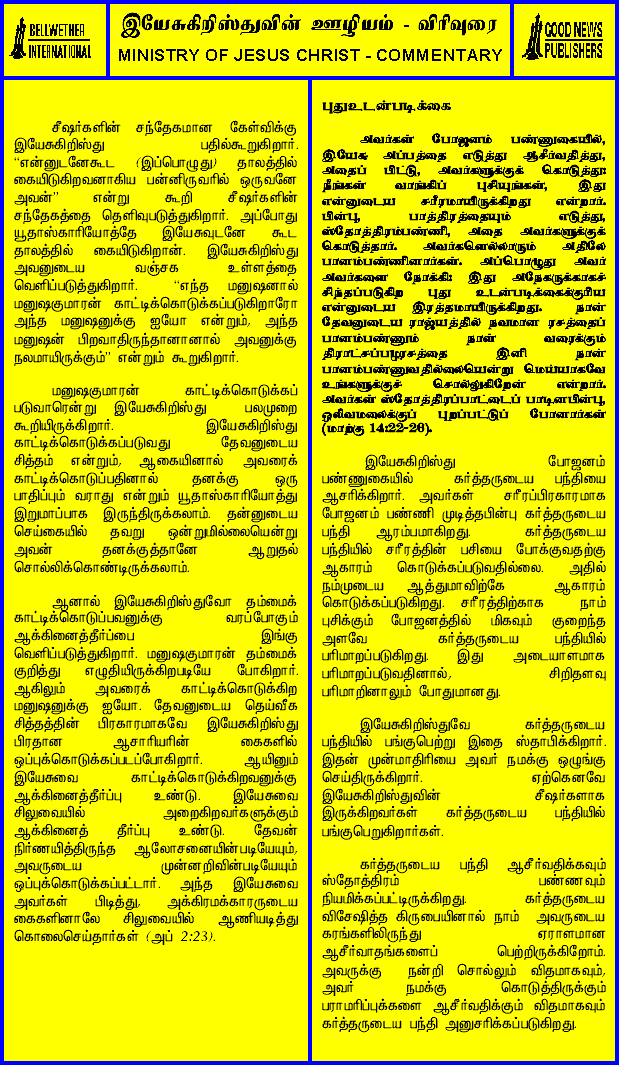 BELLWETHER
INTERNATIONAL
இயேசுகிறிஸ்துவின் ஊழியம் - விரிவுரை
MINISTRY OF JESUS CHRIST - COMMENTARY
GOOD NEWS
PUBLISHERS
சீஷர்களின் சந்தேகமான கேள்விக்கு
இயேசுகிறிஸ்து பதில்கூறுகிறார்.
“என்னுடனேகூட (இப்பொழுது) தாலத்தில்
கையிடுகிறவனாகிய பன்னிருவரில் ஒருவனே
அவன்” என்று கூறி சீஷர்களின்
சந்தேகத்தை தெளிவுபடுத்துகிறார். அப்போது
யூதாஸ்காரியோத்தே இயேசுவுடனே கூட
தாலத்தில் கையிடுகிறான். இயேசுகிறிஸ்து
அவனுடைய வஞ்சக உள்ளத்தை
வெளிப்படுத்துகிறார். “எந்த மனுஷனால்
மனுஷகுமாரன் காட்டிக்கொடுக்கப்படுகிறாரோ
அந்த மனுஷனுக்கு ஐயோ என்றும், அந்த
மனுஷன் பிறவாதிருந்தானானால் அவனுக்கு
நலமாயிருக்கும்” என்றும் கூறுகிறார்.
மனுஷகுமாரன் காட்டிக்கொடுக்கப்
படுவாரென்று இயேசுகிறிஸ்து பலமுறை
கூறியிருக்கிறார். இயேசுகிறிஸ்து
காட்டிக்கொடுக்கப்படுவது தேவனுடைய
சித்தம் என்றும், ஆகையினால் அவரைக்
காட்டிக்கொடுப்பதினால் தனக்கு ஒரு
பாதிப்பும் வராது என்றும் யூதாஸ்காரியோத்து
இறுமாப்பாக இருந்திருக்கலாம். தன்னுடைய
செய்கையில் தவறு ஒன்றுமில்லையென்று
அவன் தனக்குத்தானே ஆறுதல்
சொல்லிக்கொண்டிருக்கலாம்.
ஆனால் இயேசுகிறிஸ்துவோ தம்மைக்
காட்டிக்கொடுப்பவனுக்கு வரப்போகும்
ஆக்கினைத்தீர்ப்பை இங்கு
வெளிப்படுத்துகிறார். மனுஷகுமாரன் தம்மைக்
குறித்து எழுதியிருக்கிறபடியே போகிறார்.
ஆகிலும் அவரைக் காட்டிக்கொடுக்கிற
மனுஷனுக்கு ஐயோ. தேவனுடைய தெய்வீக
சித்தத்தின் பிரகாரமாகவே இயேசுகிறிஸ்து
பிரதான ஆசாரியரின் கைகளில்
ஒப்புக்கொடுக்கப்படப்போகிறார். ஆயினும்
இயேசுவை காட்டிக்கொடுக்கிறவனுக்கு
ஆக்கினைத்தீர்ப்பு உண்டு. இயேசுவை
சிலுவையில் அறைகிறவர்களுக்கும்
ஆக்கினைத் தீர்ப்பு உண்டு. தேவன்
நிர்ணயித்திருந்த ஆலோசனையின்படியேயும்,
அவருடைய முன்னறிவின்படியேயும்
ஒப்புக்கொடுக்கப்பட்டார். அந்த இயேசுவை
அவர்கள் பிடித்து, அக்கிரமக்காரருடைய
கைகளினாலே சிலுவையில் ஆணியடித்து
கொலைசெய்தார்கள் (அப் 2:23).
புதுஉடன்படிக்கை
அவர்கள் போஜனம் பண்ணுகையில்,
இயேசு அப்பத்தை எடுத்து ஆசீர்வதித்து,
அதைப் பிட்டு, அவர்களுக்குக் கொடுத்து:
நீங்கள் வாங்கிப் புசியுங்கள், இது
என்னுடைய சரீரமாயிருக்கிறது என்றார்.
பின்பு, பாத்திரத்தையும் எடுத்து,
ஸ்தோத்திரம்பண்ணி, அதை அவர்களுக்குக்
கொடுத்தார். அவர்களெல்லாரும் அதிலே
பானம்பண்ணினார்கள். அப்பொழுது அவர்
அவர்களை நோக்கி: இது அநேகருக்காகச்
சிந்தப்படுகிற புது உடன்படிக்கைக்குரிய
என்னுடைய இரத்தமாயிருக்கிறது. நான்
தேவனுடைய ராஜ்யத்தில் நவமான ரசத்தைப்
பானம்பண்ணும் நாள் வரைக்கும்
திராட்சப்பழரசத்தை இனி நான்
பானம்பண்ணுவதில்லையென்று மெய்யாகவே
உங்களுக்குச் சொல்லுகிறேன் என்றார்.
அவர்கள் ஸ்தோத்திரப்பாட்டைப் பாடினபின்பு,
ஒலிவமலைக்குப் புறப்பட்டுப் போனார்கள்
(மாற்கு 14:22-26).
இயேசுகிறிஸ்து போஜனம்
பண்ணுகையில் கர்த்தருடைய பந்தியை
ஆசரிக்கிறார். அவர்கள் சரீரப்பிரகாரமாக
போஜனம் பண்ணி முடித்தபின்பு கர்த்தருடைய
பந்தி ஆரம்பமாகிறது. கர்த்தருடைய
பந்தியில் சரீரத்தின் பசியை போக்குவதற்கு
ஆகாரம் கொடுக்கப்படுவதில்லை. அதில்
நம்முடைய ஆத்துமாவிற்கே ஆகாரம்
கொடுக்கப்படுகிறது. சரீரத்திற்காக நாம்
புசிக்கும் போஜனத்தில் மிகவும் குறைந்த
அளவே கர்த்தருடைய பந்தியில்
பரிமாறப்படுகிறது. இது அடையாளமாக
பரிமாறப்படுவதினால், சிறிதளவு
பரிமாறினாலும் போதுமானது.
இயேசுகிறிஸ்துவே கர்த்தருடைய
பந்தியில் பங்குபெற்று இதை ஸ்தாபிக்கிறார்.
இதன் முன்மாதிரியை அவர் நமக்கு ஒழுங்கு
செய்திருக்கிறார். ஏற்கெனவே
இயேசுகிறிஸ்துவின் சீஷர்களாக
இருக்கிறவர்கள் கர்த்தருடைய பந்தியில்
பங்குபெறுகிறார்கள்.
கர்த்தருடைய பந்தி ஆசீர்வதிக்கவும்
ஸ்தோத்திரம் பண்ணவும்
நியமிக்கப்பட்டிருக்கிறது. கர்த்தருடைய
விசேஷித்த கிருபையினால் நாம் அவருடைய
கரங்களிலிருந்து ஏராளமான
ஆசீர்வாதங்களைப் பெற்றிருக்கிறோம்.
அவருக்கு நன்றி சொல்லும் விதமாகவும்,
அவர் நமக்கு கொடுத்திருக்கும்
பராமரிப்புக்களை ஆசீர்வதிக்கும் விதமாகவும்
கர்த்தருடைய பந்தி அனுசரிக்கப்படுகிறது.